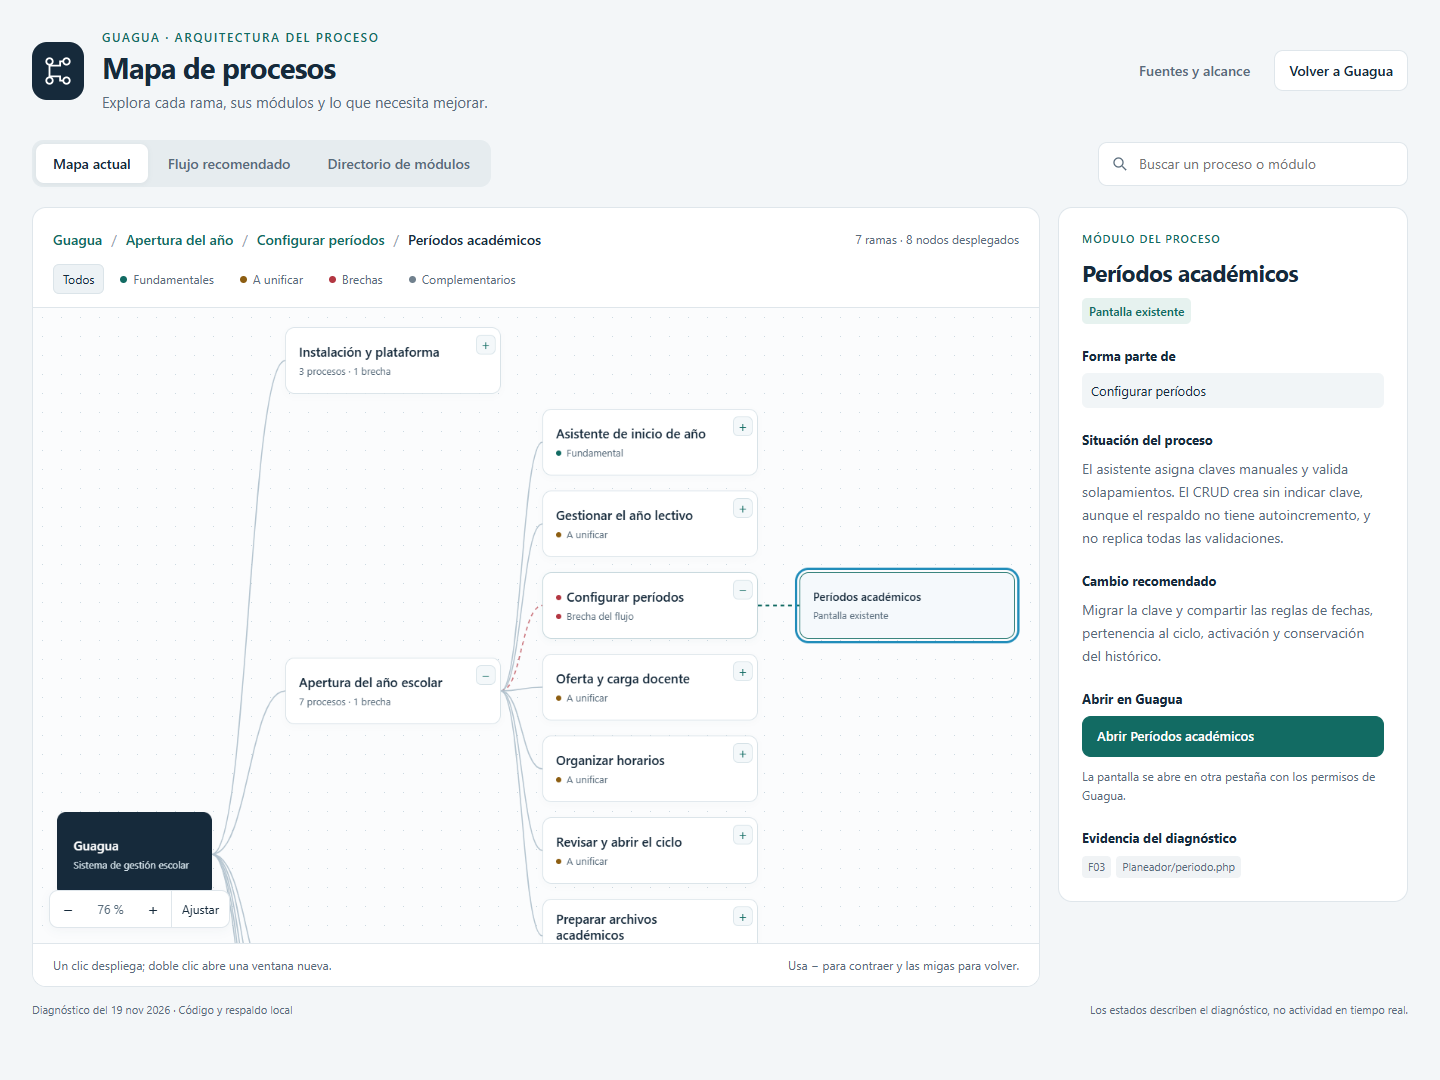 GUAGUA · ARQUITECTURA DEL PROCESO
Mapa de procesos
Explora cada rama, sus módulos y lo que necesita mejorar.
Fuentes y alcance
Volver a Guagua
Mapa actual
Flujo recomendado
Directorio de módulos
Buscar un proceso o módulo
Guagua / Apertura del año / Configurar períodos / Períodos académicos
7 ramas · 8 nodos desplegados
Todos
Fundamentales
A unificar
Brechas
Complementarios
Instalación y plataforma
+
3 procesos · 1 brecha
Asistente de inicio de año
+
Fundamental
Gestionar el año lectivo
+
A unificar
Configurar períodos
−
Brecha del flujo
Períodos académicos
Pantalla existente
Oferta y carga docente
+
A unificar
Apertura del año escolar
−
7 procesos · 1 brecha
Organizar horarios
+
A unificar
Revisar y abrir el ciclo
+
A unificar
Preparar archivos
académicos
+
Guagua
Sistema de gestión escolar
− 76 % + Ajustar
Un clic despliega; doble clic abre una ventana nueva.
Usa − para contraer y las migas para volver.
MÓDULO DEL PROCESO
Períodos académicos
Pantalla existente
Forma parte de
Configurar períodos
Situación del proceso
El asistente asigna claves manuales y valida
solapamientos. El CRUD crea sin indicar clave,
aunque el respaldo no tiene autoincremento, y
no replica todas las validaciones.
Cambio recomendado
Migrar la clave y compartir las reglas de fechas,
pertenencia al ciclo, activación y conservación
del histórico.
Abrir en Guagua
Abrir Períodos académicos
La pantalla se abre en otra pestaña con los permisos de
Guagua.
Evidencia del diagnóstico
F03
Planeador/periodo.php
Diagnóstico del 19 nov 2026 · Código y respaldo local
Los estados describen el diagnóstico, no actividad en tiempo real.